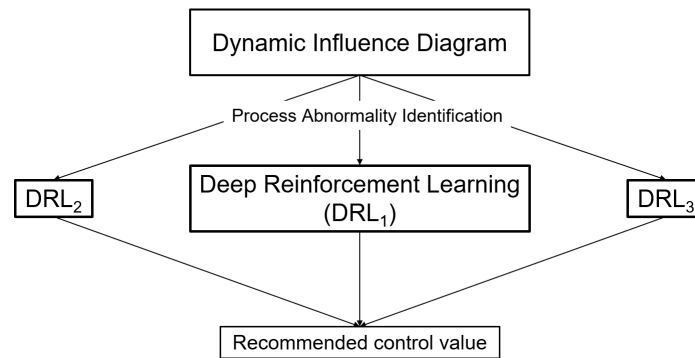 Dynamic Influence Diagram
Process Abnormality Identification
DRL₂
Deep Reinforcement Learning
(DRL₁)
DRL₃
Recommended control value